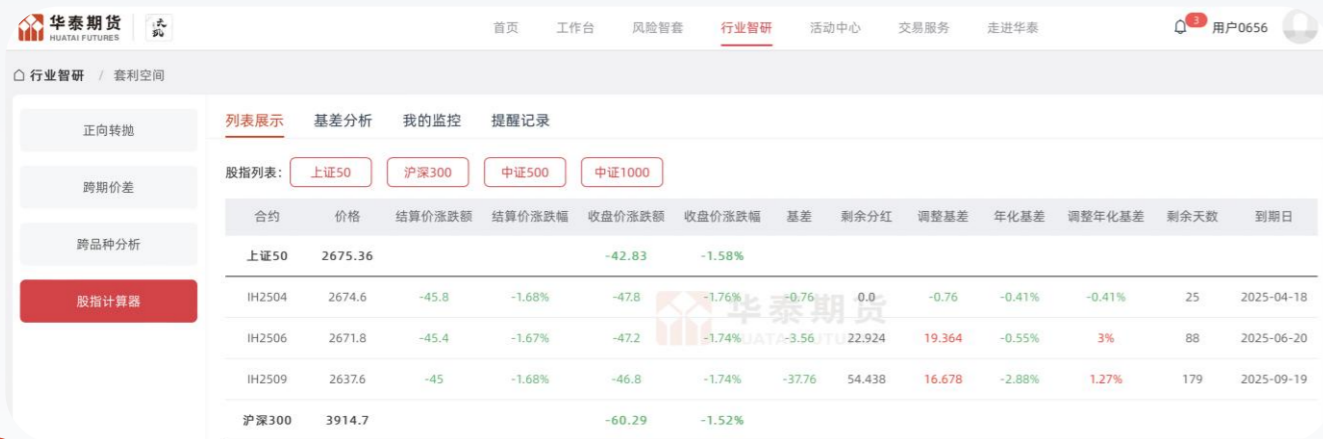 华泰期货
HUATAI FUTURES
天玑
首页 工作台 风险智套 行业智研 活动中心 交易服务 走进华泰
3 用户0656
行业智研 / 套利空间
正向转抛
跨期价差
跨品种分析
股指计算器
列表展示 基差分析 我的监控 提醒记录
股指列表: 上证50 沪深300 中证500 中证1000
合约 价格 结算价涨跌额 结算价涨跌幅 收盘价涨跌额 收盘价涨跌幅 基差 剩余分红 调整基差 年化基差 调整年化基差 剩余天数 到期日
上证50 2675.36 -42.83 -1.58%
IH2504 2674.6 -45.8 -1.68% -47.8 -1.76% -0.76 0.0 -0.76 -0.41% -0.41% 25 2025-04-18
IH2506 2671.8 -45.4 -1.67% -47.2 -1.74% -3.56 22.924 19.364 -0.55% 3% 88 2025-06-20
IH2509 2637.6 -45 -1.68% -46.8 -1.74% -37.76 54.438 16.678 -2.88% 1.27% 179 2025-09-19
沪深300 3914.7 -60.29 -1.52%
华泰期货
HUATAI FUTURES